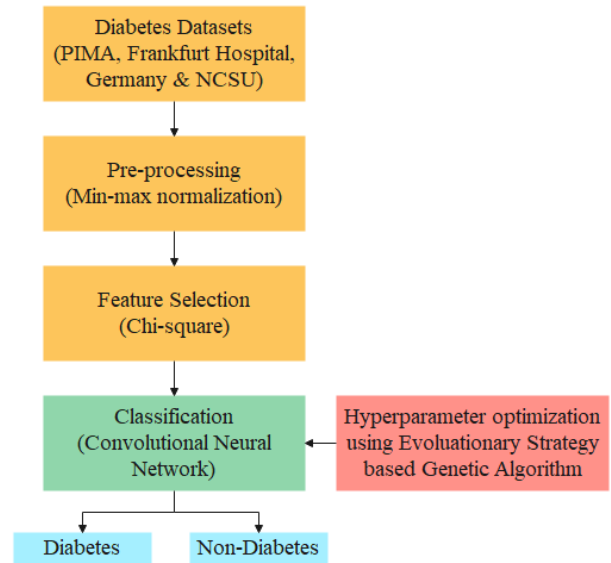 Diabetes Datasets
(PIMA, Frankfurt Hospital,
Germany & NCSU)
Pre-processing
(Min-max normalization)
Feature Selection
(Chi-square)
Classification
(Convolutional Neural
Network)
Hyperparameter optimization
using Evoluationary Strategy
based Genetic Algorithm
Diabetes
Non-Diabetes